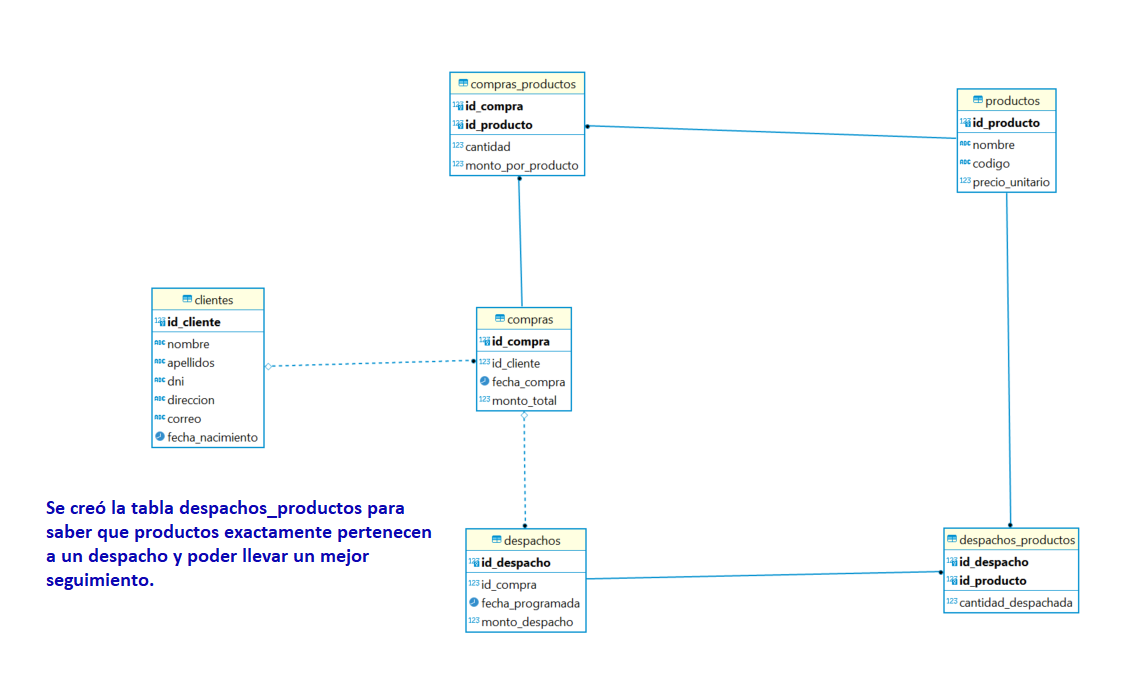 compras_productos
id_compra
id_producto
cantidad
monto_por_producto
productos
id_producto
nombre
codigo
precio_unitario
clientes
id_cliente
nombre
apellidos
dni
direccion
correo
fecha_nacimiento
compras
id_compra
id_cliente
fecha_compra
monto_total
Se creó la tabla despachos_productos para
saber que productos exactamente pertenecen
a un despacho y poder llevar un mejor
seguimiento.
despachos
id_despacho
id_compra
fecha_programada
monto_despacho
despachos_productos
id_despacho
id_producto
cantidad_despachada